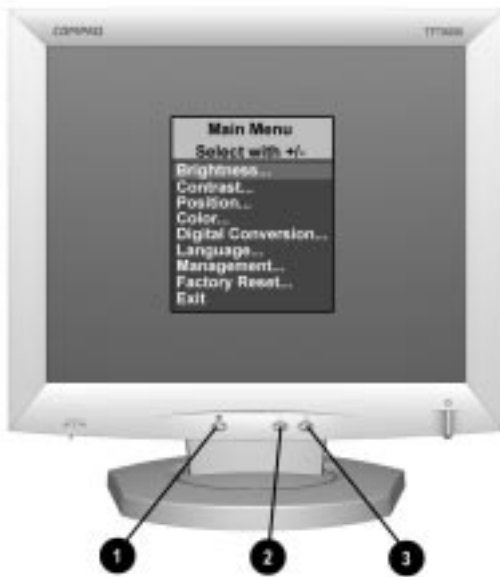 COMPAQ
Main Menu
Select with +/-
Brightness...
Contrast...
Position...
Color...
Digital Conversion...
Language...
Management...
Factory Reset...
Exit
1 2 3